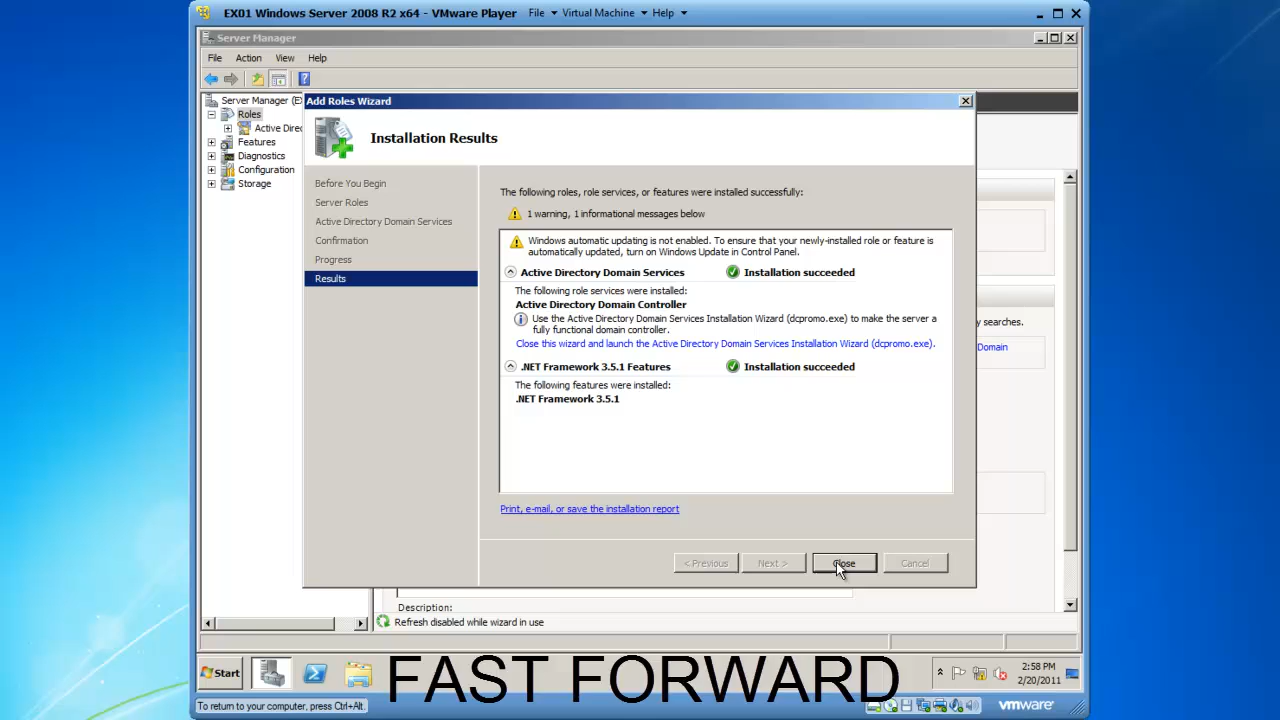 EX01 Windows Server 2008 R2 x64 - VMware Player File Virtual Machine Help
Server Manager
File Action View Help
Server Manager (E
Roles
Active Direc
Features
Diagnostics
Configuration
Storage
Add Roles Wizard
Installation Results
Before You Begin
Server Roles
Active Directory Domain Services
Confirmation
Progress
Results
The following roles, role services, or features were installed successfully:
1 warning, 1 informational messages below
Windows automatic updating is not enabled. To ensure that your newly-installed role or feature is
automatically updated, turn on Windows Update in Control Panel.
Active Directory Domain Services Installation succeeded
The following role services were installed:
Active Directory Domain Controller
Use the Active Directory Domain Services Installation Wizard (dcpromo.exe) to make the server a
fully functional domain controller.
Close this wizard and launch the Active Directory Domain Services Installation Wizard (dcpromo.exe).
.NET Framework 3.5.1 Features Installation succeeded
The following features were installed:
.NET Framework 3.5.1
Print, e-mail, or save the installation report
< Previous Next > Close Cancel
y searches.
Domain
Description:
Refresh disabled while wizard in use
Start
FAST FORWARD
2:58 PM
2/20/2011
To return to your computer, press Ctrl+Alt.
vmware